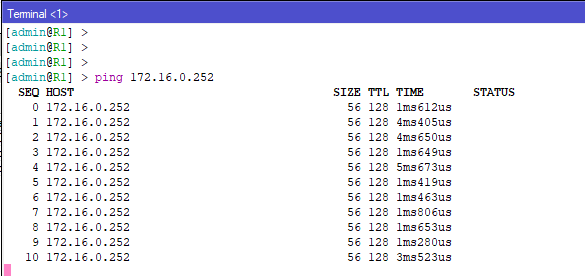 Terminal <1>
[admin@R1] >
[admin@R1] >
[admin@R1] >
[admin@R1] > ping 172.16.0.252
SEQ HOST SIZE TTL TIME STATUS
0 172.16.0.252 56 128 1ms612us
1 172.16.0.252 56 128 4ms405us
2 172.16.0.252 56 128 4ms650us
3 172.16.0.252 56 128 1ms649us
4 172.16.0.252 56 128 5ms673us
5 172.16.0.252 56 128 1ms419us
6 172.16.0.252 56 128 1ms463us
7 172.16.0.252 56 128 1ms806us
8 172.16.0.252 56 128 1ms653us
9 172.16.0.252 56 128 1ms280us
10 172.16.0.252 56 128 3ms523us